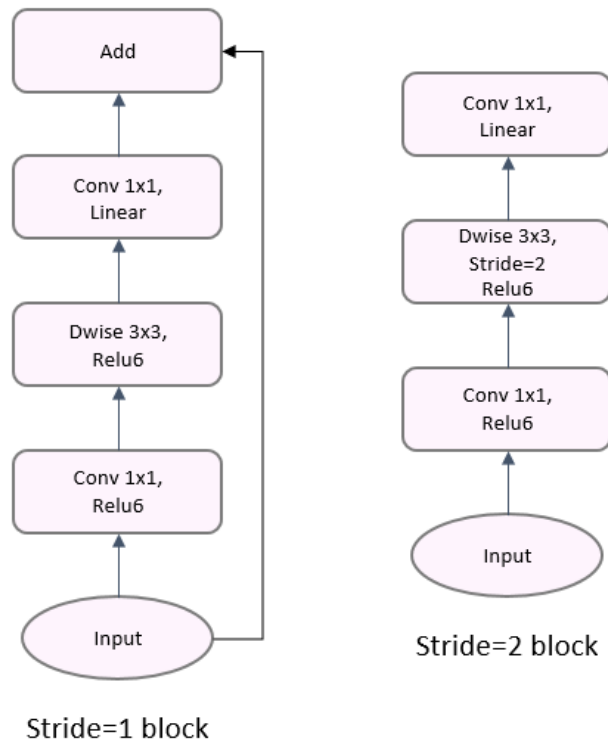 Add
Conv 1x1,
Linear
Dwise 3x3,
Relu6
Conv 1x1,
Relu6
Input
Stride=1 block
Conv 1x1,
Linear
Dwise 3x3,
Stride=2
Relu6
Conv 1x1,
Relu6
Input
Stride=2 block